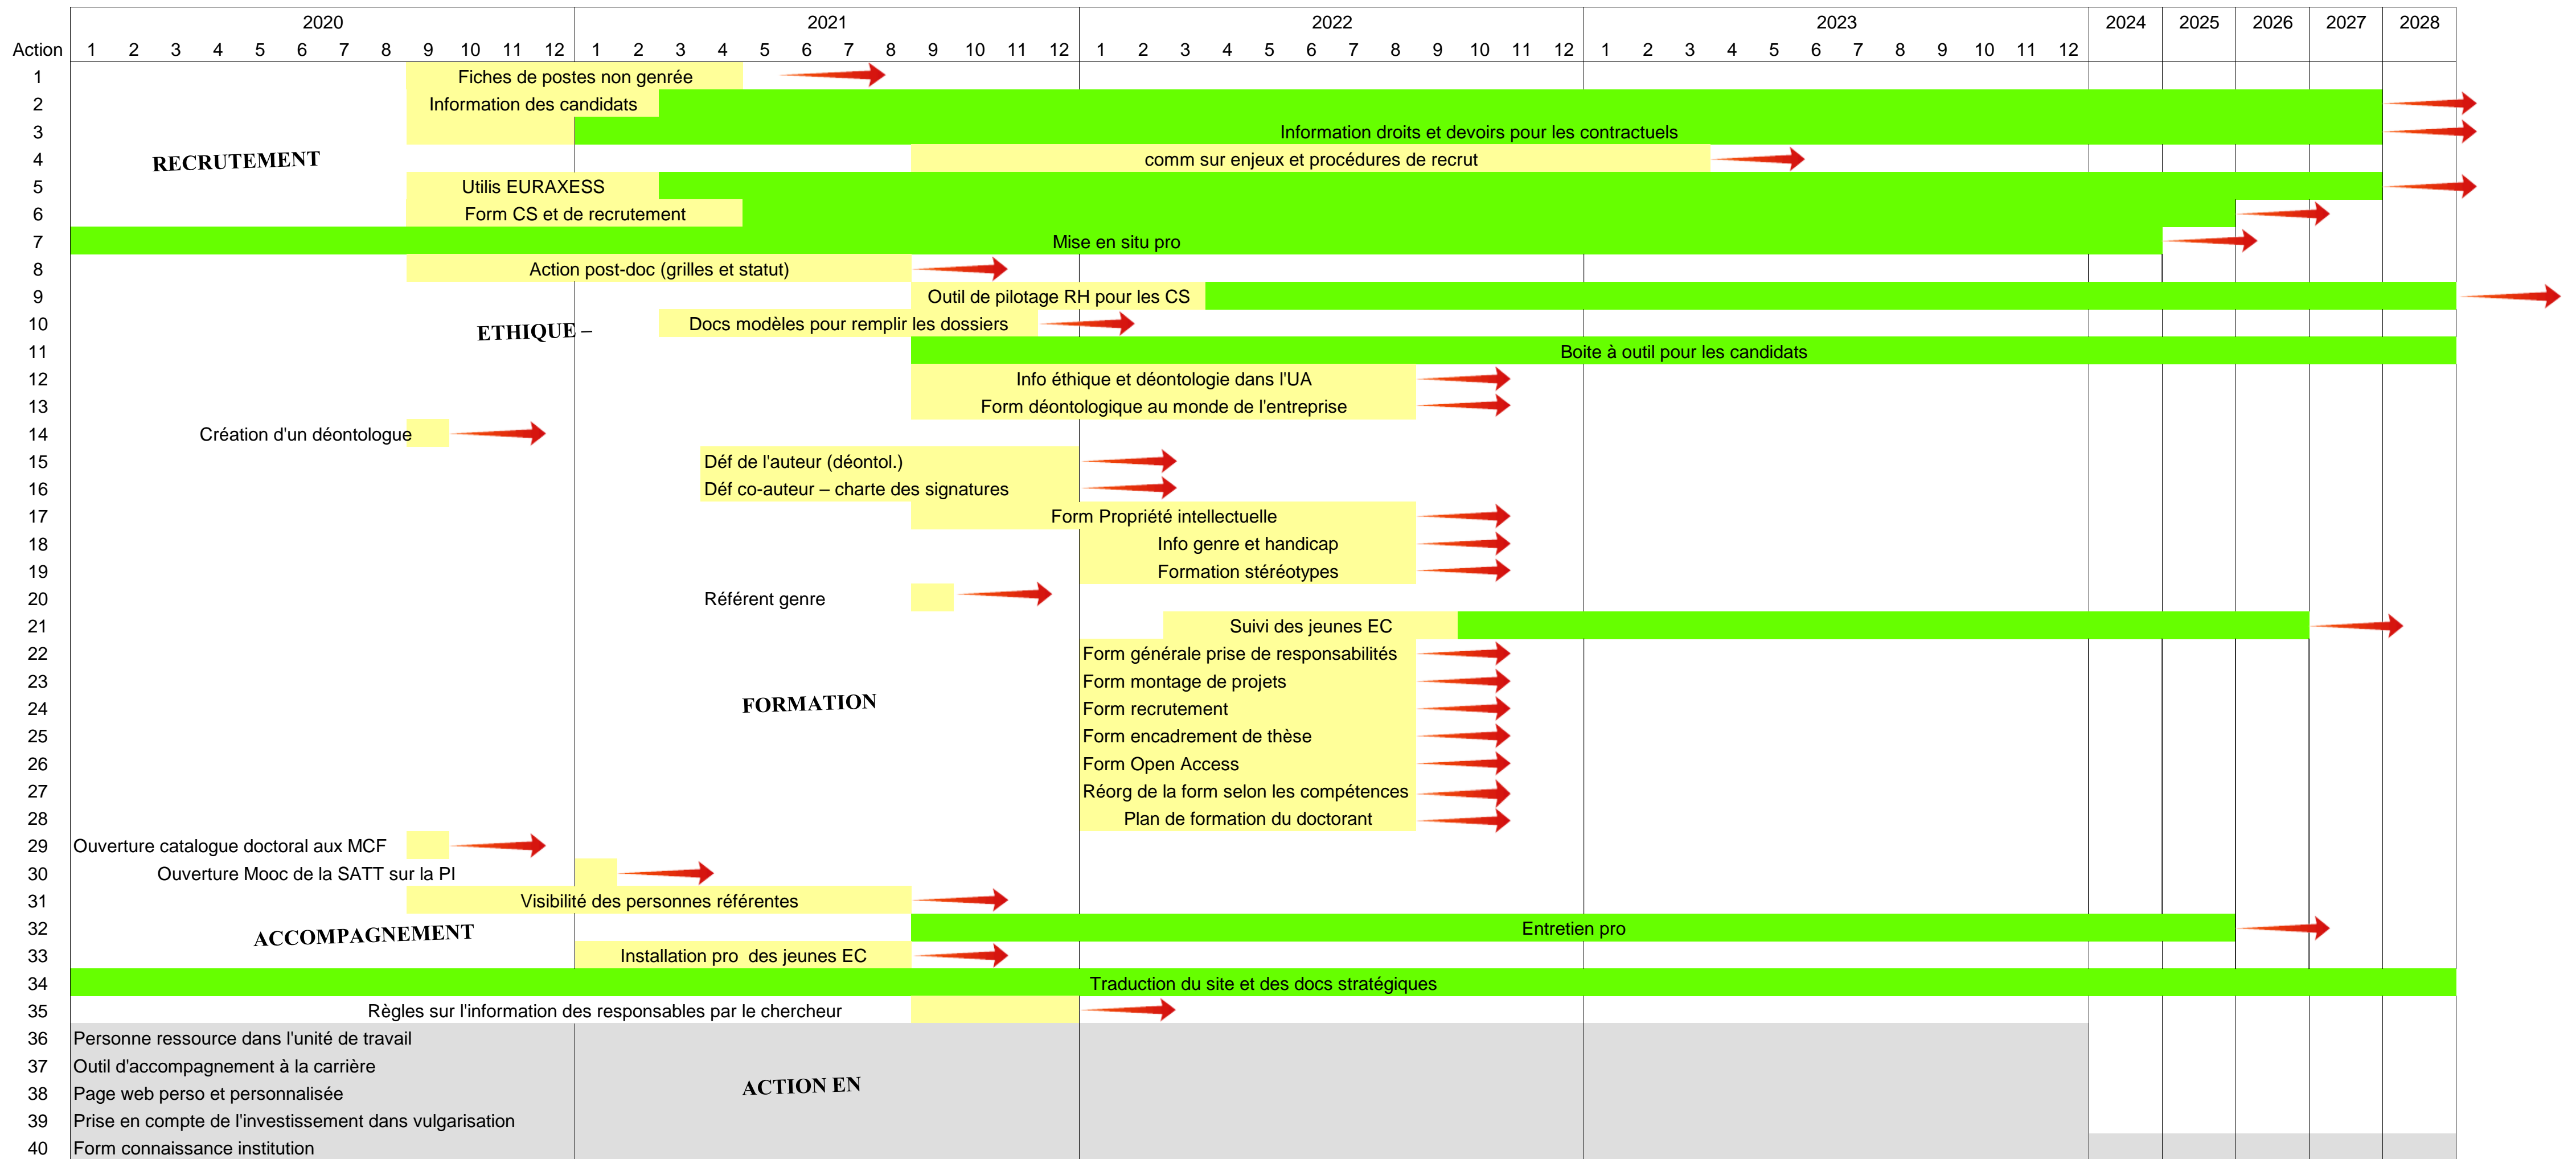 2020 2021 2022 2023 2024 2025 2026 2027 2028
Action 1 2 3 4 5 6 7 8 9 10 11 12 1 2 3 4 5 6 7 8 9 10 11 12 1 2 3 4 5 6 7 8 9 10 11 12 1 2 3 4 5 6 7 8 9 10 11 12
1 Fiches de postes non genrée
2 Information des candidats
3 Information droits et devoirs pour les contractuels
RECRUTEMENT
4 comm sur enjeux et procédures de recrut
5 Utilis EURAXESS
6 Form CS et de recrutement
7 Mise en situ pro
8 Action post-doc (grilles et statut)
9 Outil de pilotage RH pour les CS
10 Docs modèles pour remplir les dossiers
ETHIQUE –
11 Boite à outil pour les candidats
12 Info éthique et déontologie dans l'UA
13 Form déontologique au monde de l'entreprise
14 Création d'un déontologue
15 Déf de l'auteur (déontol.)
16 Déf co-auteur – charte des signatures
17 Form Propriété intellectuelle
18 Info genre et handicap
19 Formation stéréotypes
20 Référent genre
21 Suivi des jeunes EC
22 Form générale prise de responsabilités
23 Form montage de projets
24 Form recrutement
FORMATION
25 Form encadrement de thèse
26 Form Open Access
27 Réorg de la form selon les compétences
28 Plan de formation du doctorant
29 Ouverture catalogue doctoral aux MCF
30 Ouverture Mooc de la SATT sur la PI
31 Visibilité des personnes référentes
32 Entretien pro
ACCOMPAGNEMENT
33 Installation pro des jeunes EC
34 Traduction du site et des docs stratégiques
35 Règles sur l'information des responsables par le chercheur
36 Personne ressource dans l'unité de travail
37 Outil d'accompagnement à la carrière
38 Page web perso et personnalisée
ACTION EN
39 Prise en compte de l'investissement dans vulgarisation
40 Form connaissance institution